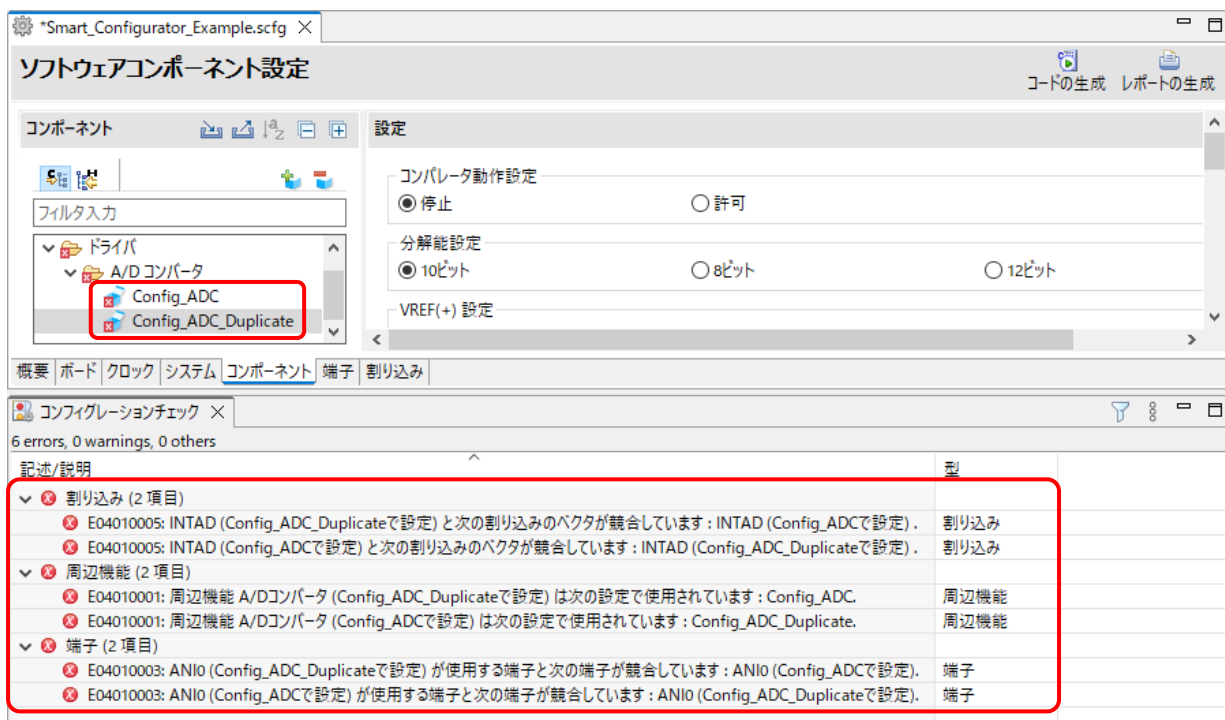 *Smart_Configurator_Example.scfg
ソフトウェアコンポーネント設定
コードの生成 レポートの生成
コンポーネント
設定
フィルタ入力
ドライバ
A/D コンバータ
Config_ADC
Config_ADC_Duplicate
コンパレータ動作設定
停止 許可
分解能設定
10ビット 8ビット 12ビット
VREF(+) 設定
概要 ボード クロック システム コンポーネント 端子 割り込み
コンフィグレーションチェック
6 errors, 0 warnings, 0 others
記述/説明 型
割り込み (2 項目)
E04010005: INTAD (Config_ADC_Duplicateで設定) と次の割り込みのベクタが競合しています : INTAD (Config_ADCで設定) . 割り込み
E04010005: INTAD (Config_ADCで設定) と次の割り込みのベクタが競合しています : INTAD (Config_ADC_Duplicateで設定) . 割り込み
周辺機能 (2 項目)
E04010001: 周辺機能 A/Dコンバータ (Config_ADC_Duplicateで設定) は次の設定で使用されています : Config_ADC. 周辺機能
E04010001: 周辺機能 A/Dコンバータ (Config_ADCで設定) は次の設定で使用されています : Config_ADC_Duplicate. 周辺機能
端子 (2 項目)
E04010003: ANI0 (Config_ADC_Duplicateで設定) が使用する端子と次の端子が競合しています : ANI0 (Config_ADCで設定). 端子
E04010003: ANI0 (Config_ADCで設定) が使用する端子と次の端子が競合しています : ANI0 (Config_ADC_Duplicateで設定). 端子